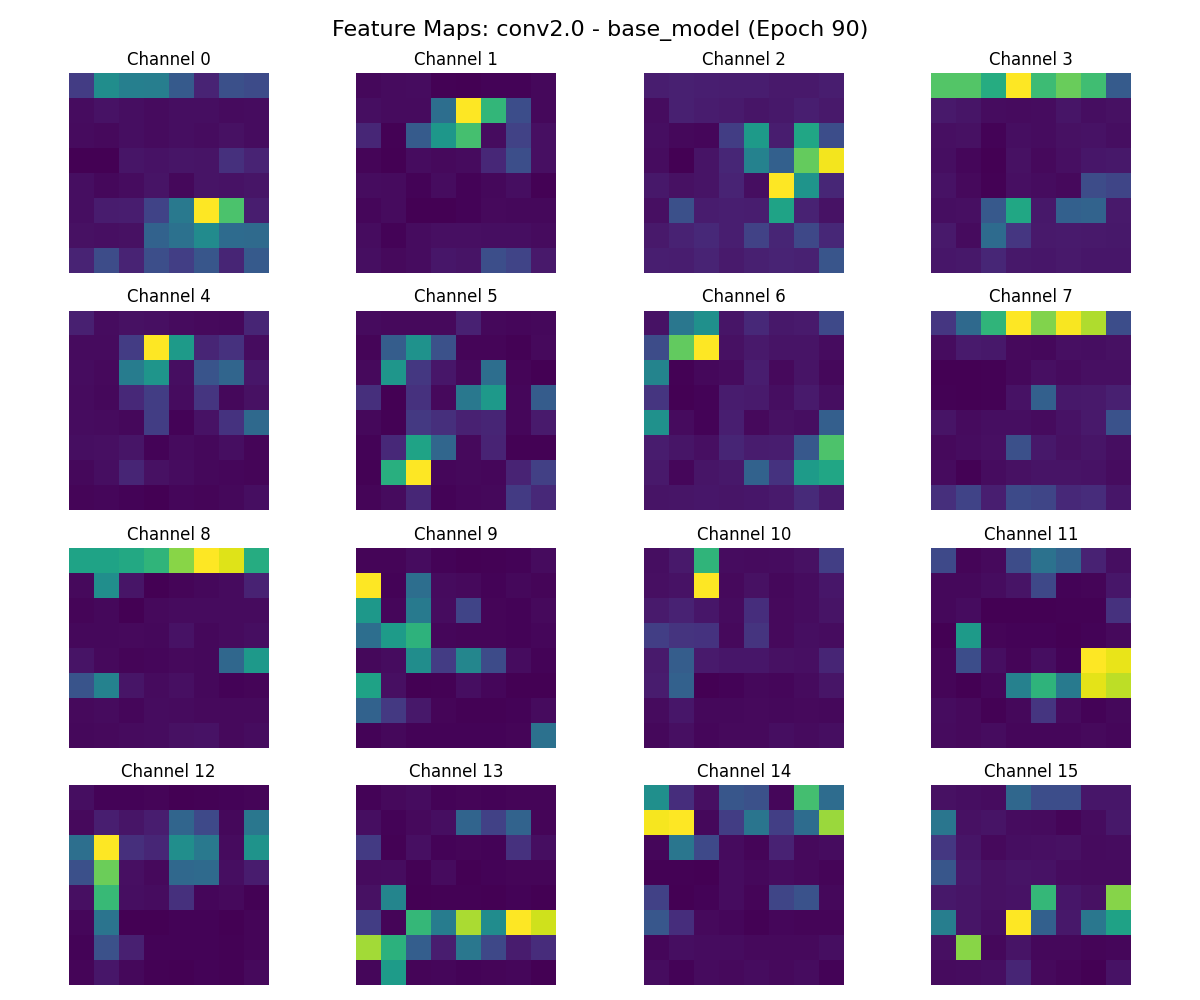 Feature Maps: conv2.0 - base_model (Epoch 90)
Channel 0
Channel 1
Channel 2
Channel 3
Channel 4
Channel 5
Channel 6
Channel 7
Channel 8
Channel 9
Channel 10
Channel 11
Channel 12
Channel 13
Channel 14
Channel 15